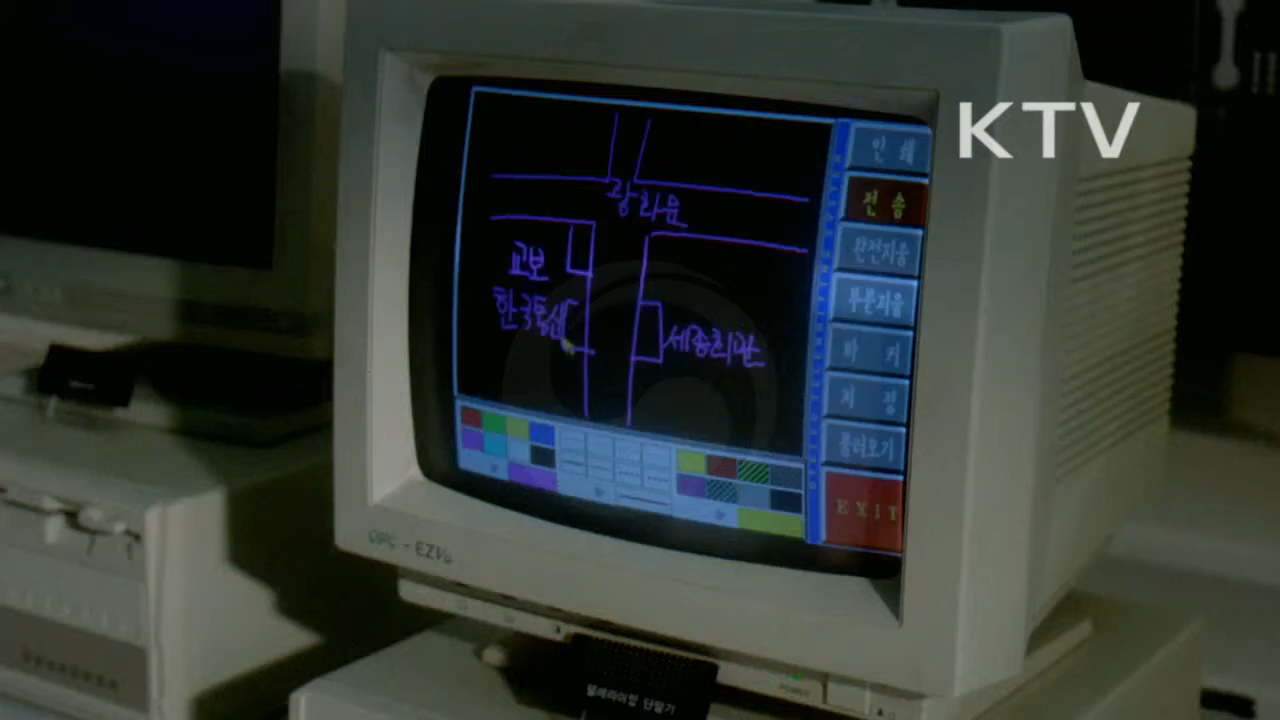 KTV
인 쇄
전 송
완전지움
부분지움
화 면
저 장
불러오기
EXIT
광화문
교보
한국통신
세종회관
텔레라이팅 단말기